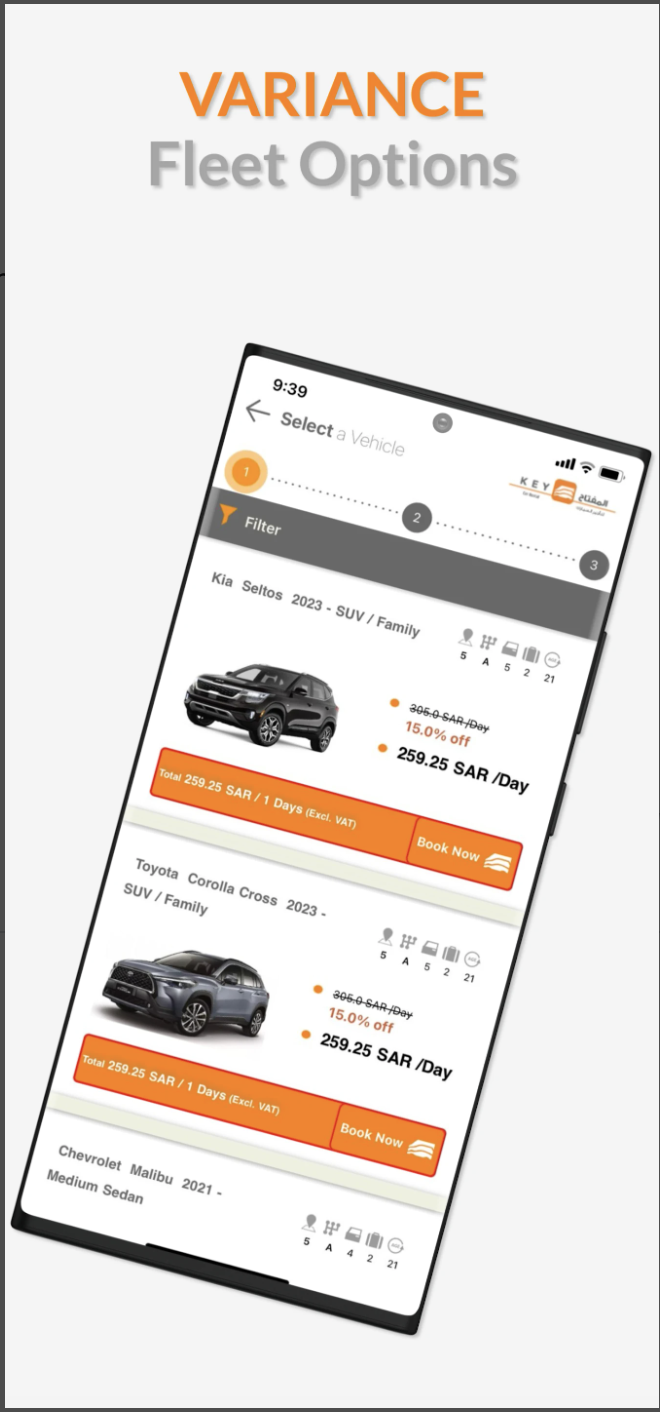 VARIANCE
Fleet Options
9:39
Select a Vehicle
KEY المفتاح
1
2
3
Filter
Kia Seltos 2023 - SUV / Family
5 A 5 2 21
305.0 SAR /Day
15.0% off
259.25 SAR /Day
Total 259.25 SAR / 1 Days (Excl. VAT)
Book Now
Toyota Corolla Cross 2023 -
SUV / Family
5 A 5 2 21
305.0 SAR /Day
15.0% off
259.25 SAR /Day
Total 259.25 SAR / 1 Days (Excl. VAT)
Book Now
Chevrolet Malibu 2021 -
Medium Sedan
5 A 4 2 21